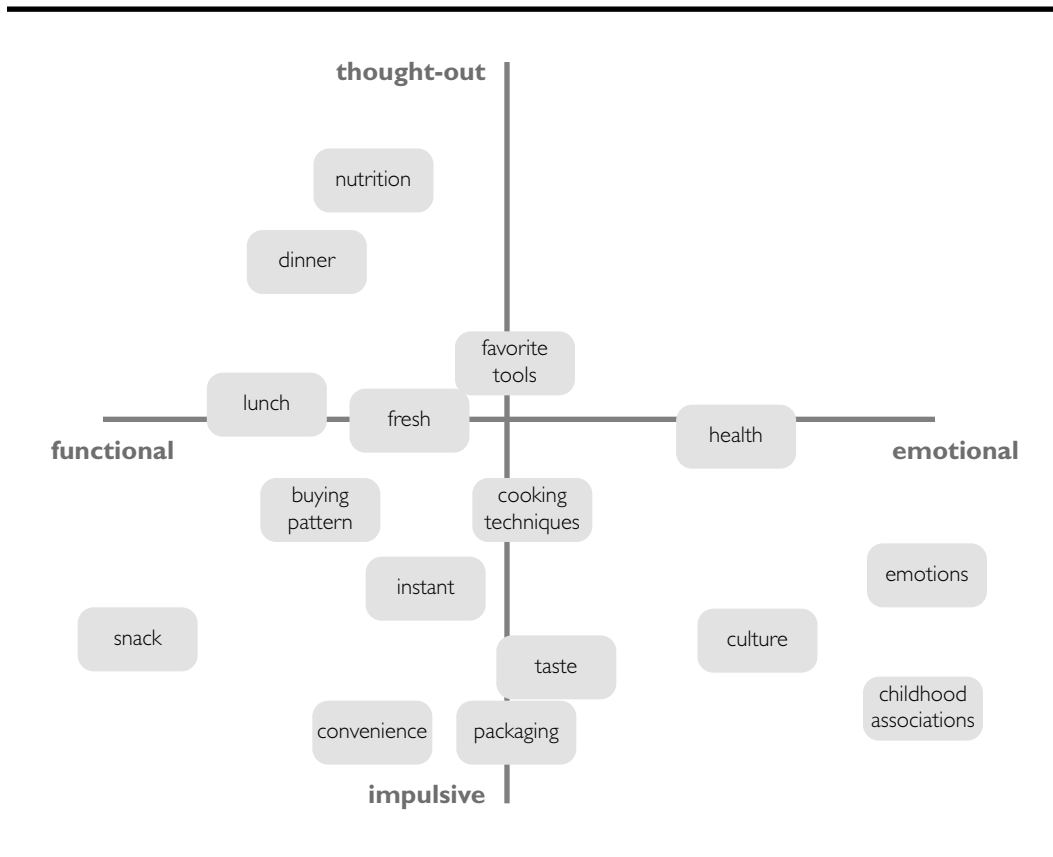 thought-out
nutrition
dinner
favorite
tools
lunch
fresh
health
functional
emotional
buying
pattern
cooking
techniques
emotions
instant
snack
culture
taste
childhood
associations
convenience
packaging
impulsive